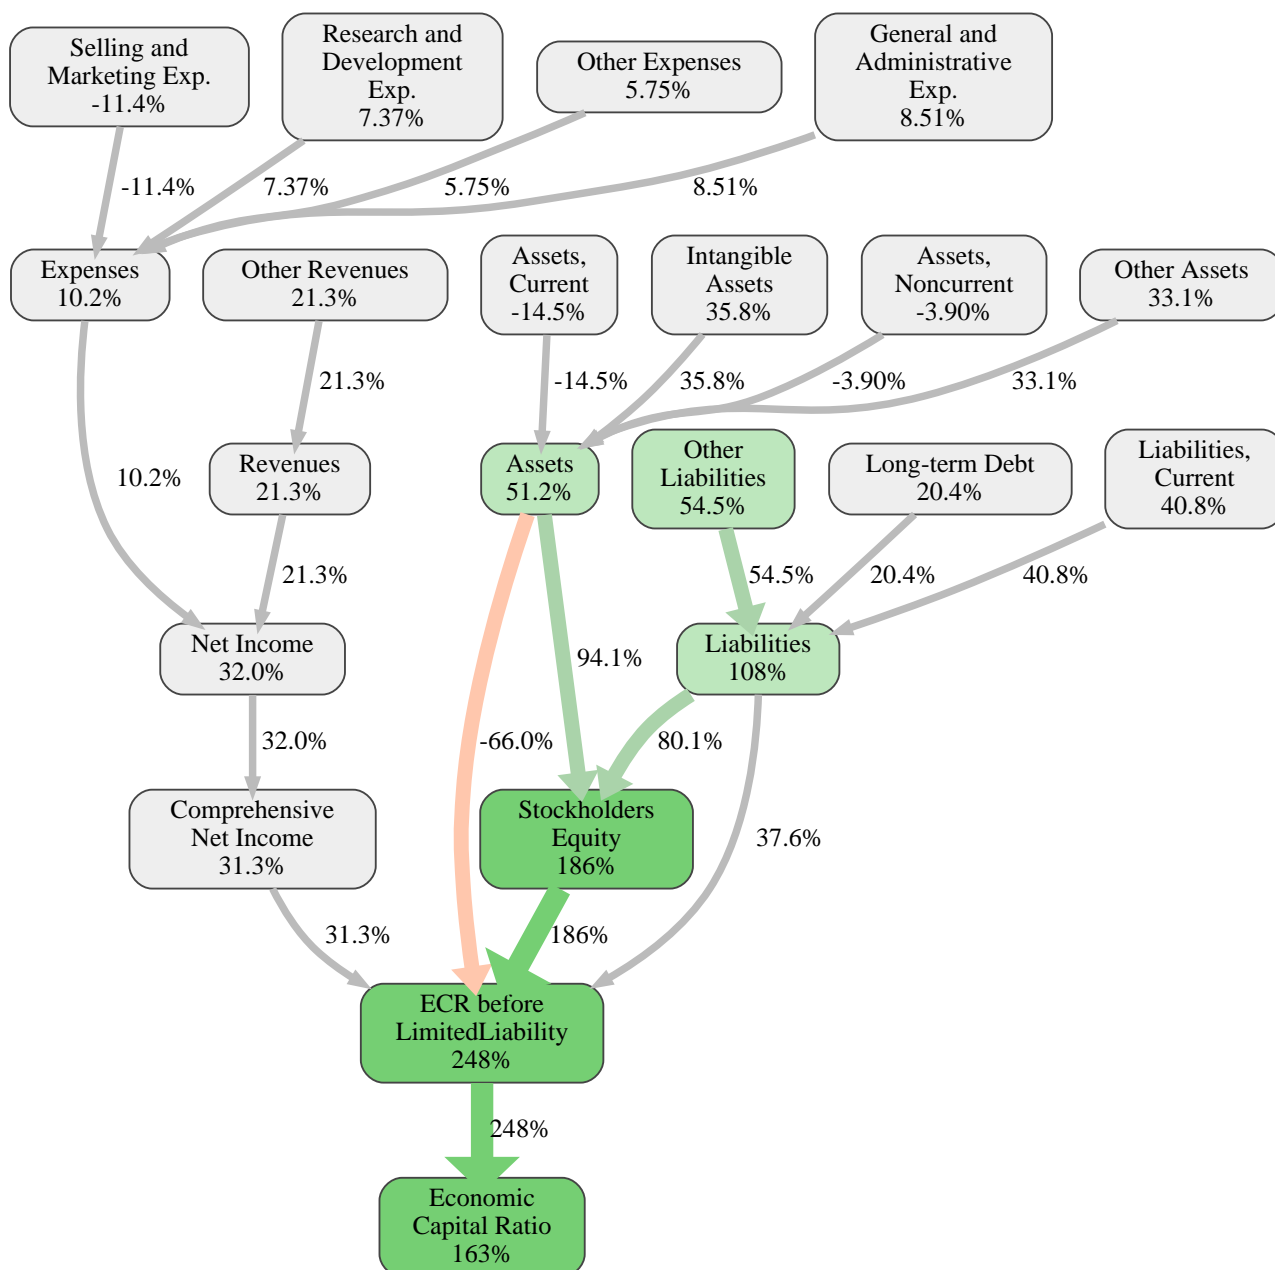 Selling and
Marketing Exp.
-11.4%
Research and
Development
Exp.
7.37%
Other Expenses
5.75%
General and
Administrative
Exp.
8.51%
-11.4%
7.37%
5.75%
8.51%
Expenses
10.2%
Other Revenues
21.3%
Assets,
Current
-14.5%
Intangible
Assets
35.8%
Assets,
Noncurrent
-3.90%
Other Assets
33.1%
21.3%
-14.5%
35.8%
-3.90%
33.1%
10.2%
Revenues
21.3%
Assets
51.2%
Other
Liabilities
54.5%
Long-term Debt
20.4%
Liabilities,
Current
40.8%
21.3%
54.5%
20.4%
40.8%
Net Income
32.0%
94.1%
Liabilities
108%
32.0%
-66.0%
80.1%
Comprehensive
Net Income
31.3%
Stockholders
Equity
186%
37.6%
31.3%
186%
ECR before
LimitedLiability
248%
248%
Economic
Capital Ratio
163%